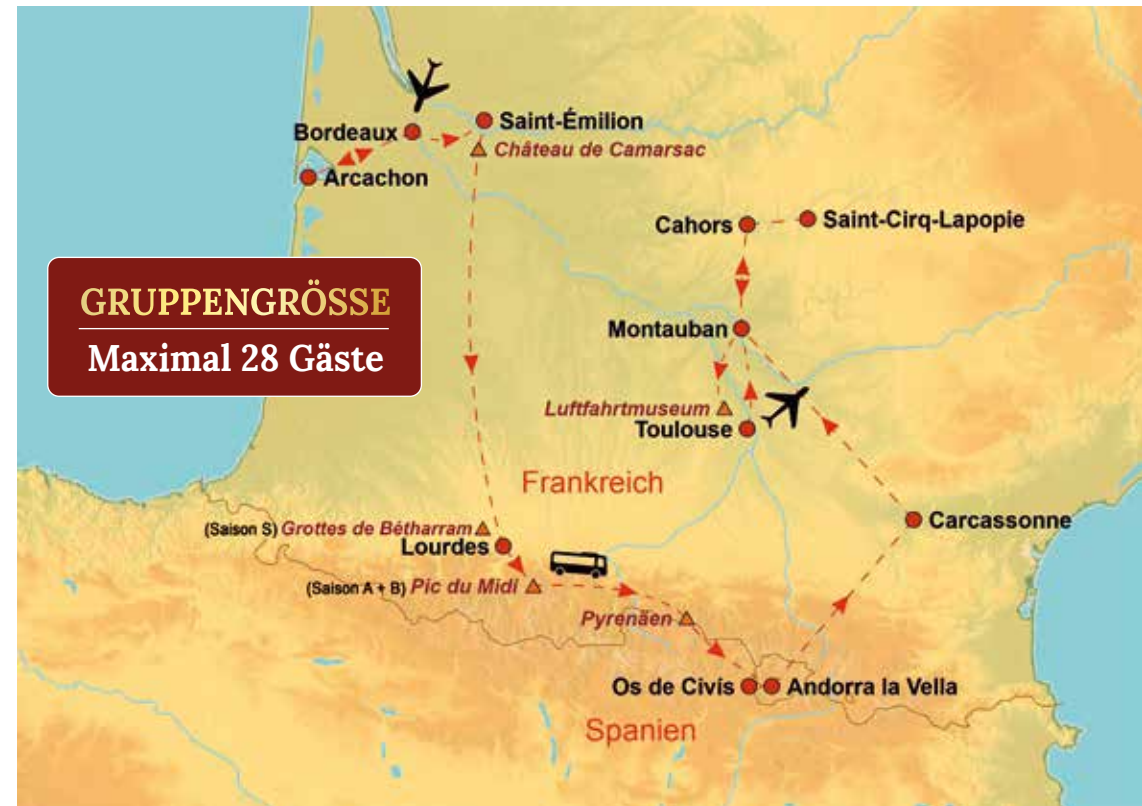 Saint-Émilion
Bordeaux
Château de Camarsac
Arcachon
Cahors
Saint-Cirq-Lapopie
GRUPPENGRÖSSE
Maximal 28 Gäste
Montauban
Luftfahrtmuseum
Toulouse
Frankreich
Carcassonne
(Saison S) Grottes de Bétharram
Lourdes
(Saison A + B) Pic du Midi
Pyrenäen
Os de Civís
Andorra la Vella
Spanien